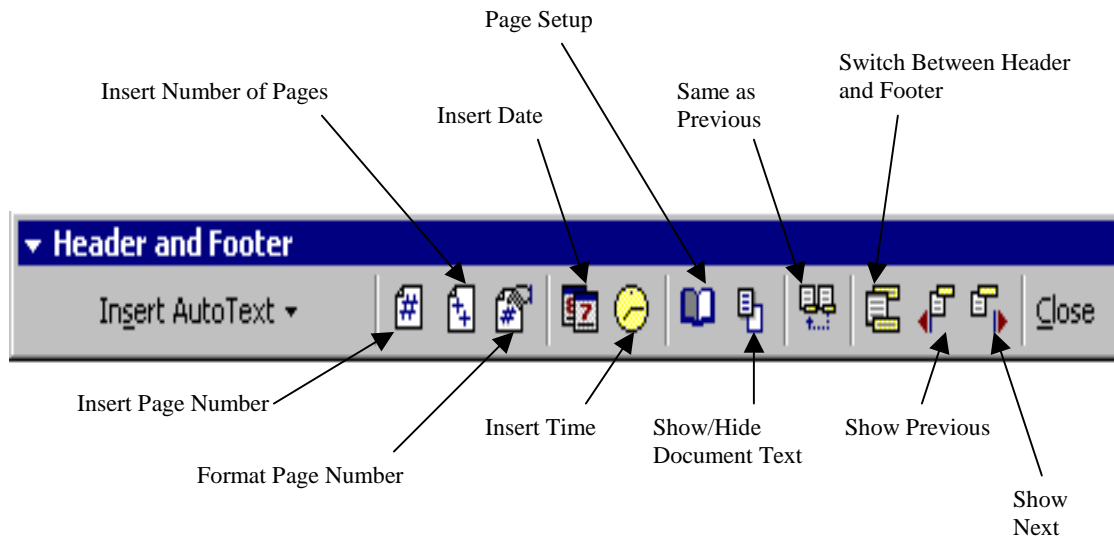 Page Setup
Switch Between Header
and Footer
Insert Number of Pages
Same as
Previous
Insert Date
Header and Footer
Insert AutoText
Close
Insert Page Number
Insert Time
Show/Hide
Document Text
Show Previous
Format Page Number
Show
Next